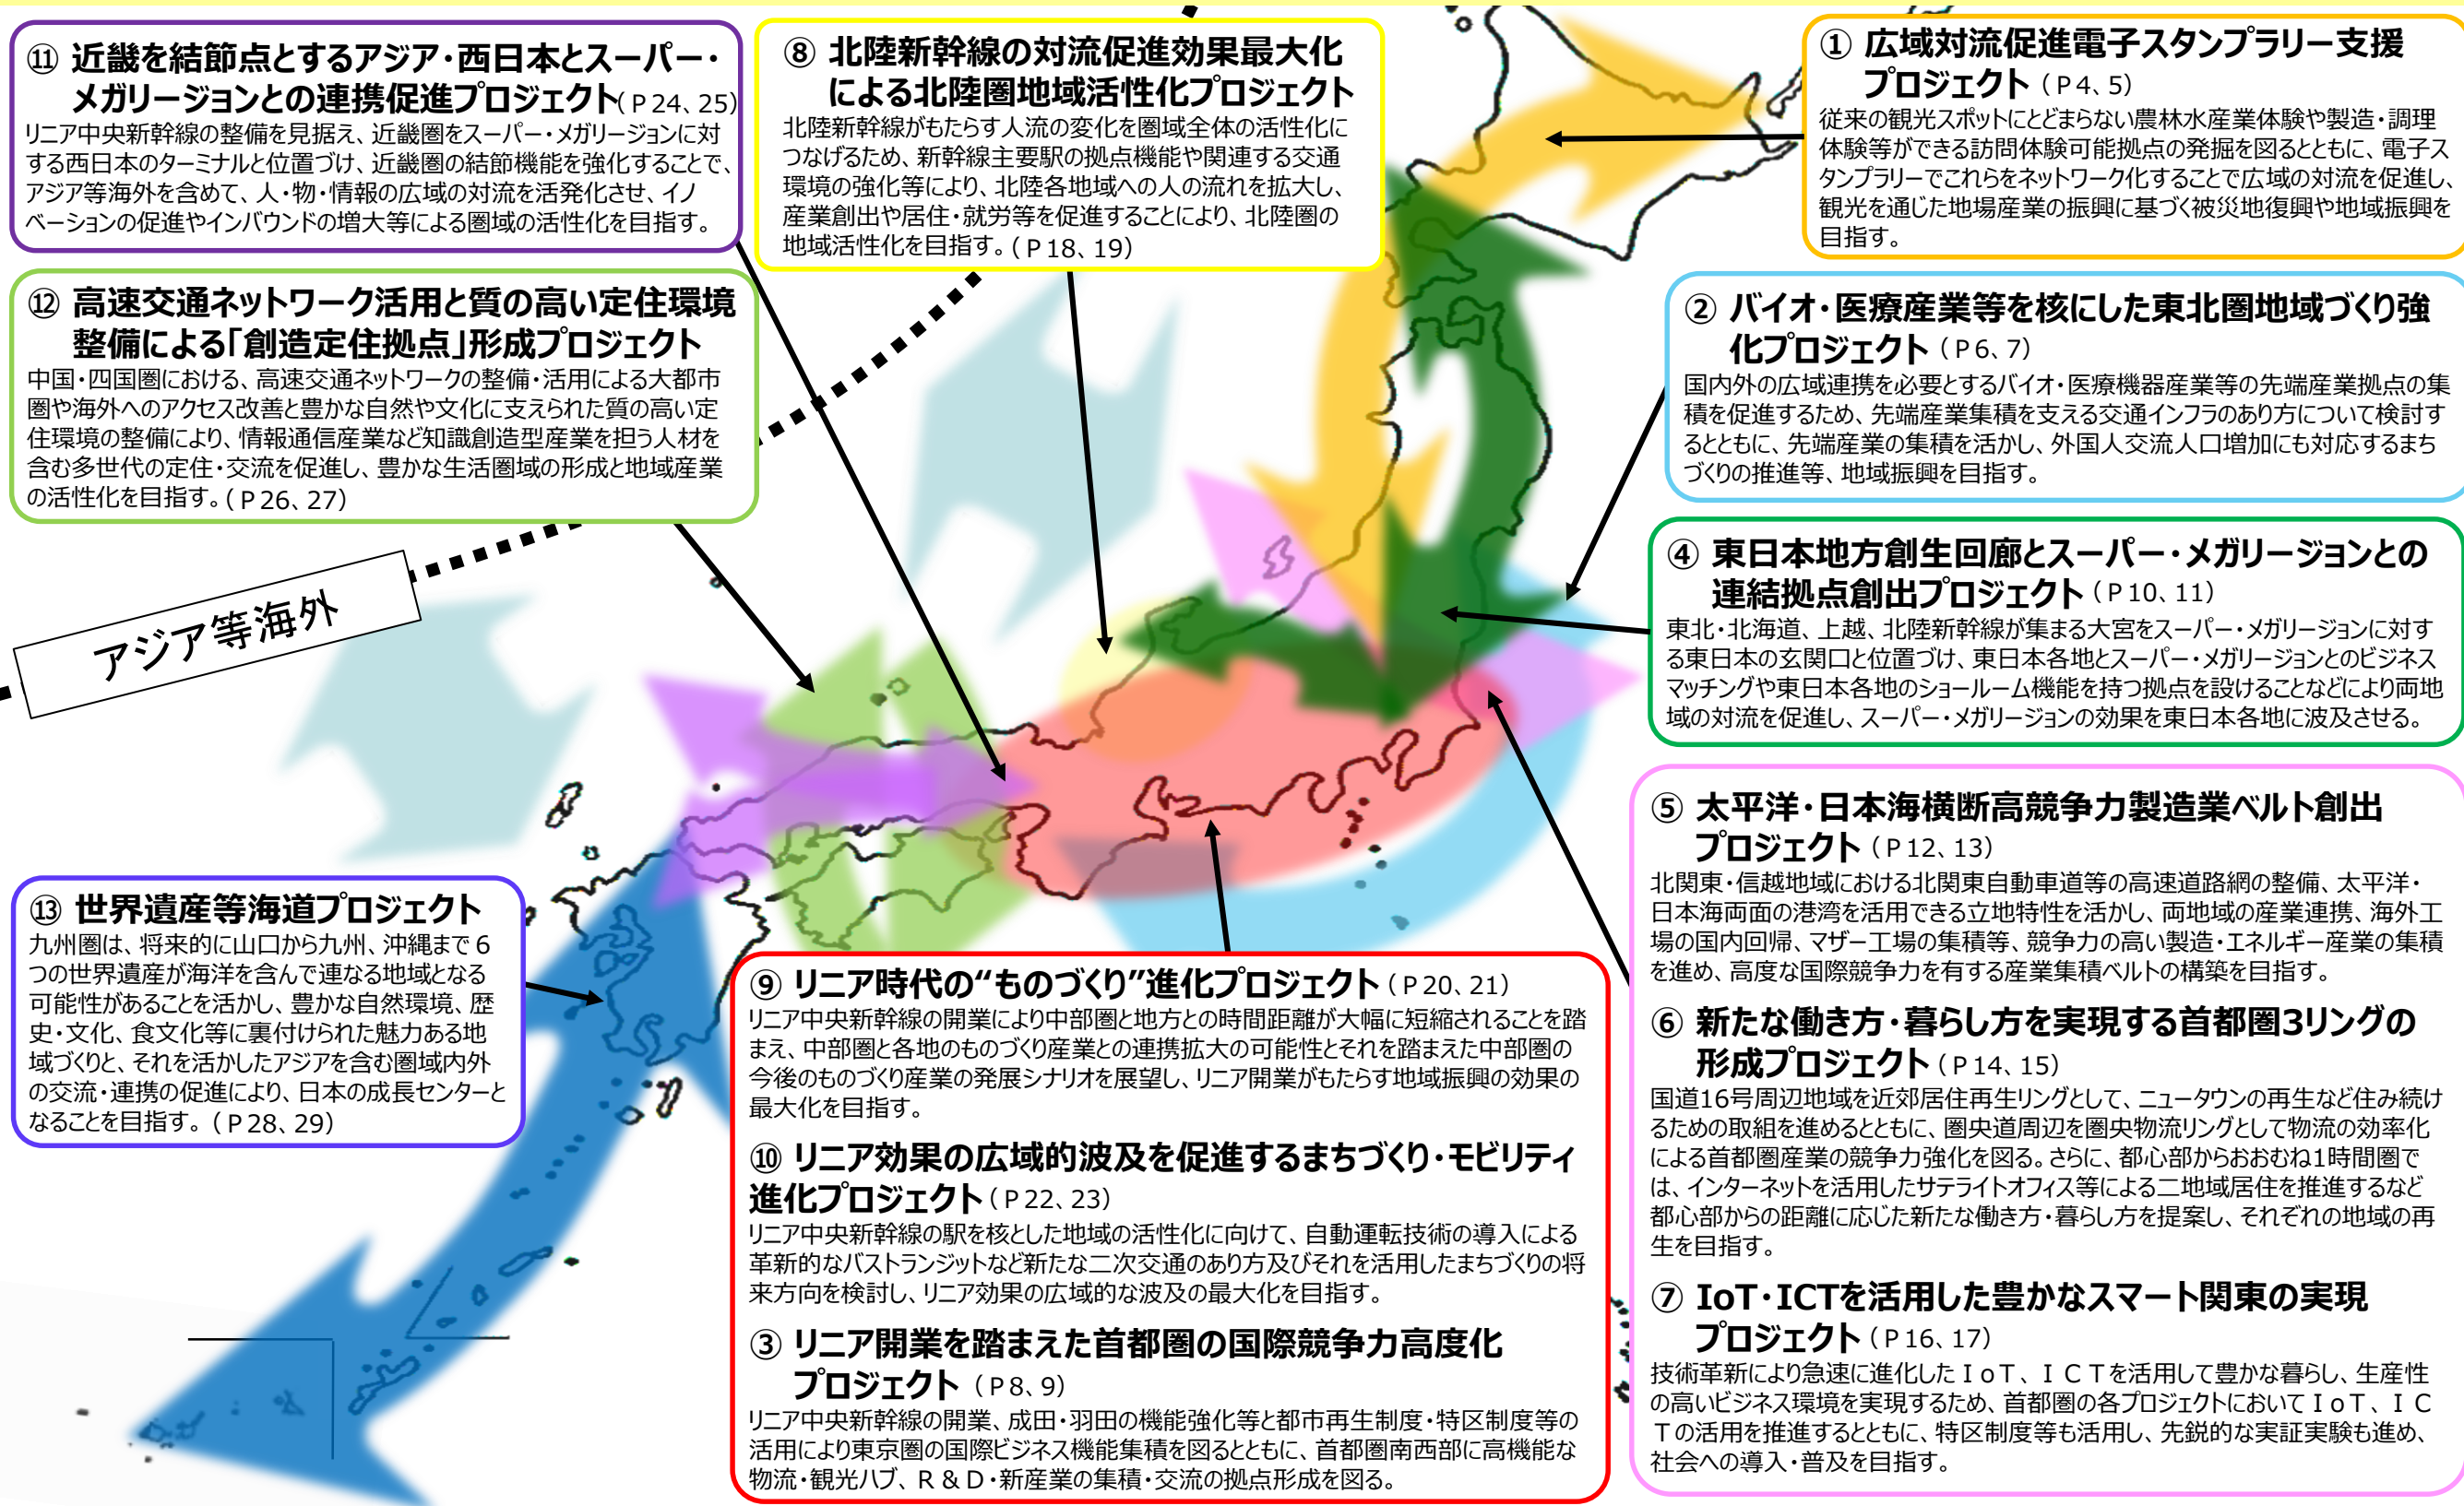 ⑪ 近畿を結節点とするアジア・西日本とスーパー・
メガリージョンとの連携促進プロジェクト(P24、25)
リニア中央新幹線の整備を見据え、近畿圏をスーパー・メガリージョンに対
する西日本のターミナルと位置づけ、近畿圏の結節機能を強化することで、
アジア等海外を含めて、人・物・情報の広域の対流を活発化させ、イノ
ベーションの促進やインバウンドの増大等による圏域の活性化を目指す。
⑧ 北陸新幹線の対流促進効果最大化
による北陸圏地域活性化プロジェクト
北陸新幹線がもたらす人流の変化を圏域全体の活性化に
つなげるため、新幹線主要駅の拠点機能や関連する交通
環境の強化等により、北陸各地域への人の流れを拡大し、
産業創出や居住・就労等を促進することにより、北陸圏の
地域活性化を目指す。(P18、19)
① 広域対流促進電子スタンプラリー支援
プロジェクト(P4、5)
従来の観光スポットにとどまらない農林水産業体験や製造・調理
体験等ができる訪問体験可能拠点の発掘を図るとともに、電子ス
タンプラリーでこれらをネットワーク化することで広域の対流を促進し、
観光を通じた地場産業の振興に基づく被災地復興や地域振興を
目指す。
⑫ 高速交通ネットワーク活用と質の高い定住環境
整備による「創造定住拠点」形成プロジェクト
中国・四国圏における、高速交通ネットワークの整備・活用による大都市
圏や海外へのアクセス改善と豊かな自然や文化に支えられた質の高い定
住環境の整備により、情報通信産業など知識創造型産業を担う人材を
含む多世代の定住・交流を促進し、豊かな生活圏域の形成と地域産業
の活性化を目指す。(P26、27)
② バイオ・医療産業等を核にした東北圏地域づくり強
化プロジェクト(P6、7)
国内外の広域連携を必要とするバイオ・医療機器産業等の先端産業拠点の集
積を促進するため、先端産業集積を支える交通インフラのあり方について検討す
るとともに、先端産業の集積を活かし、外国人交流人口増加にも対応するまち
づくりの推進等、地域振興を目指す。
アジア等海外
④ 東日本地方創生回廊とスーパー・メガリージョンとの
連結拠点創出プロジェクト(P10、11)
東北・北海道、上越、北陸新幹線が集まる大宮をスーパー・メガリージョンに対す
る東日本の玄関口と位置づけ、東日本各地とスーパー・メガリージョンとのビジネス
マッチングや東日本各地のショールーム機能を持つ拠点を設けることなどにより両地
域の対流を促進し、スーパー・メガリージョンの効果を東日本各地に波及させる。
⑬ 世界遺産等海道プロジェクト
九州圏は、将来的に山口から九州、沖縄まで6
つの世界遺産が海洋を含んで連なる地域となる
可能性があることを活かし、豊かな自然環境、歴
史・文化、食文化等に裏付けられた魅力ある地
域づくりと、それを活かしたアジアを含む圏域内外
の交流・連携の促進により、日本の成長センターと
なることを目指す。(P28、29)
⑨ リニア時代の“ものづくり”進化プロジェクト(P20、21)
リニア中央新幹線の開業により中部圏と地方との時間距離が大幅に短縮されることを踏
まえ、中部圏と各地のものづくり産業との連携拡大の可能性とそれを踏まえた中部圏の
今後のものづくり産業の発展シナリオを展望し、リニア開業がもたらす地域振興の効果の
最大化を目指す。
⑩ リニア効果の広域的波及を促進するまちづくり・モビリティ
進化プロジェクト(P22、23)
リニア中央新幹線の駅を核とした地域の活性化に向けて、自動運転技術の導入による
革新的なバストランジットなど新たな二次交通のあり方及びそれを活用したまちづくりの将
来方向を検討し、リニア効果の広域的な波及の最大化を目指す。
③ リニア開業を踏まえた首都圏の国際競争力高度化
プロジェクト(P8、9)
リニア中央新幹線の開業、成田・羽田の機能強化等と都市再生制度・特区制度等の
活用により東京圏の国際ビジネス機能集積を図るとともに、首都圏南西部に高機能な
物流・観光ハブ、R&D・新産業の集積・交流の拠点形成を図る。
⑤ 太平洋・日本海横断高競争力製造業ベルト創出
プロジェクト(P12、13)
北関東・信越地域における北関東自動車道等の高速道路網の整備、太平洋・
日本海両面の港湾を活用できる立地特性を活かし、両地域の産業連携、海外工
場の国内回帰、マザー工場の集積等、競争力の高い製造・エネルギー産業の集積
を進め、高度な国際競争力を有する産業集積ベルトの構築を目指す。
⑥ 新たな働き方・暮らし方を実現する首都圏3リングの
形成プロジェクト(P14、15)
国道16号周辺地域を近郊居住再生リングとして、ニュータウンの再生など住み続け
るための取組を進めるとともに、圏央道周辺を圏央物流リングとして物流の効率化
による首都圏産業の競争力強化を図る。さらに、都心部からおおむね1時間圏で
は、インターネットを活用したサテライトオフィス等による二地域居住を推進するなど
都心部からの距離に応じた新たな働き方・暮らし方を提案し、それぞれの地域の再
生を目指す。
⑦ IoT・ICTを活用した豊かなスマート関東の実現
プロジェクト(P16、17)
技術革新により急速に進化したIoT、ICTを活用して豊かな暮らし、生産性
の高いビジネス環境を実現するため、首都圏の各プロジェクトにおいてIoT、IC
Tの活用を推進するとともに、特区制度等も活用し、先鋭的な実証実験も進め、
社会への導入・普及を目指す。